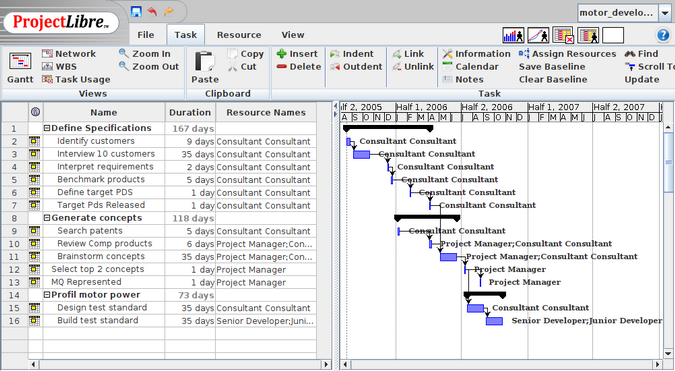 ProjectLibre™
motor_develo...
File Task Resource View
Gantt Network WBS Task Usage Zoom In Zoom Out
Views
Paste Copy Cut
Clipboard
Insert Delete Indent Outdent Link Unlink Information Calendar Notes Assign Resources Save Baseline Clear Baseline Find Scroll To Update
Task
Name Duration Resource Names
1 Define Specifications 167 days
2 Identify customers 9 days Consultant Consultant
3 Interview 10 customers 35 days Consultant Consultant
4 Interpret requirements 2 days Consultant Consultant
5 Benchmark products 5 days Consultant Consultant
6 Define target PDS 1 day Consultant Consultant
7 Target Pds Released 1 day Consultant Consultant
8 Generate concepts 118 days
9 Search patents 5 days Consultant Consultant
10 Review Comp products 6 days Project Manager;Con...
11 Brainstorm concepts 35 days Project Manager;Con...
12 Select top 2 concepts 1 day Project Manager
13 MQ Represented 1 day Project Manager
14 Profil motor power 73 days
15 Design test standard 35 days Consultant Consultant
16 Build test standard 35 days Senior Developer;Juni...
alf 2, 2005 Half 1, 2006 Half 2, 2006 Half 1, 2007 Half 2, 2007
A S O N D J F M A M J J A S O N D J F M A M J J A S O N D J
Consultant Consultant
Consultant Consultant
Consultant Consultant
Consultant Consultant
Consultant Consultant
Consultant Consultant
Consultant Consultant
Project Manager;Consultant Consultant
Project Manager;Consultant Consultant
Project Manager
Project Manager
Consultant Consultant
Senior Developer;Junior Developer